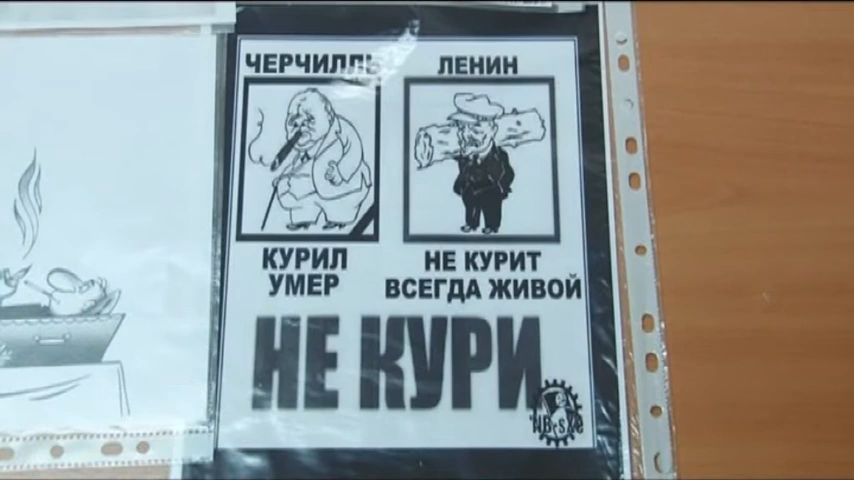 ЧЕРЧИЛЛЬ
ЛЕНИН
КУРИЛ
УМЕР
НЕ КУРИТ
ВСЕГДА ЖИВОЙ
НЕ КУРИ